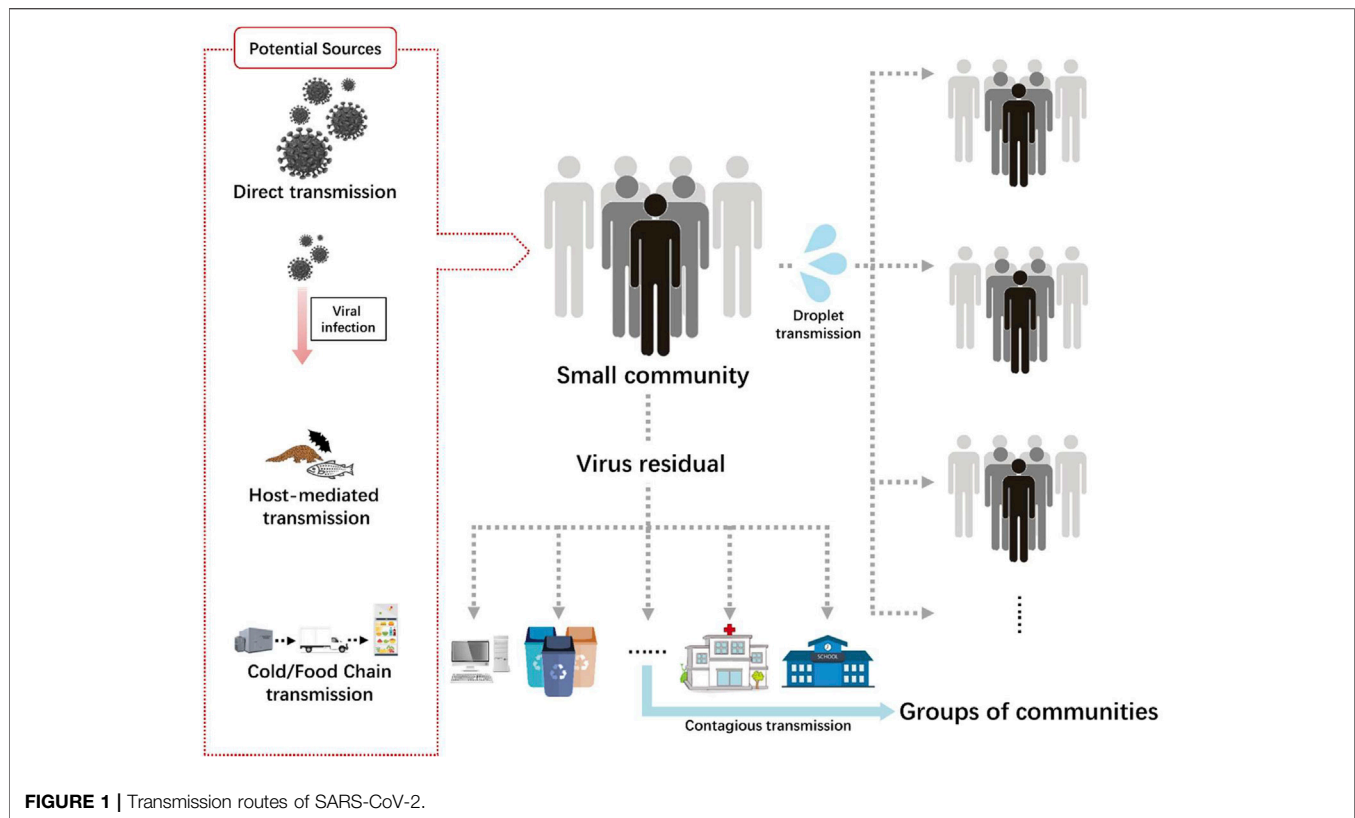 Potential Sources
Direct transmission
Viral
infection
Host-mediated
transmission
Cold/Food Chain
transmission
Small community
Droplet
transmission
Virus residual
SCHOOL
Contagious transmission
Groups of communities
FIGURE 1 | Transmission routes of SARS-CoV-2.